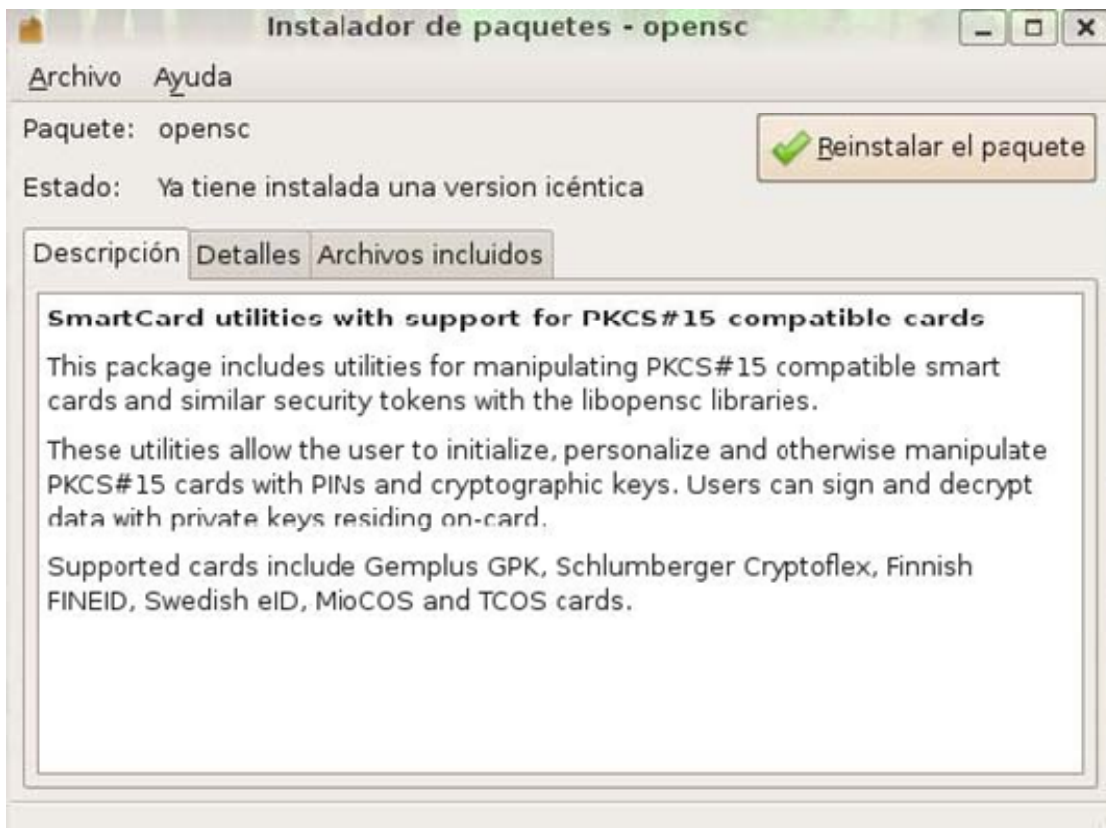 Instalador de paquetes - opensc
Archivo Ayuda
Paquete: opensc
Reinstalar el paquete
Estado: Ya tiene instalada una version icéntica
Descripción Detalles Archivos incluidos
SmartCard utilities with support for PKCS#15 compatible cards
This package includes utilities for manipulating PKCS#15 compatible smart
cards and similar security tokens with the libopensc libraries.
These utilities allow the user to initialize, personalize and otherwise manipulate
PKCS#15 cards with PINs and cryptographic keys. Users can sign and decrypt
data with private keys residing on-card.
Supported cards include Gemplus GPK, Schlumberger Cryptoflex, Finnish
FINEID, Swedish eID, MioCOS and TCOS cards.